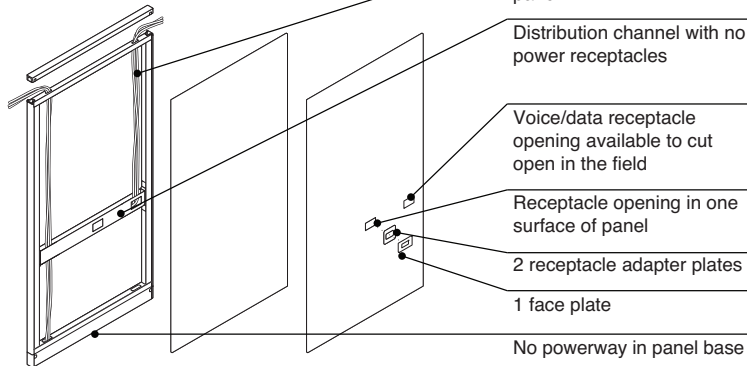 Distribution channel with no
power receptacles
Voice/data receptacle
opening available to cut
open in the field
Receptacle opening in one
surface of panel
2 receptacle adapter plates
1 face plate
No powerway in panel base